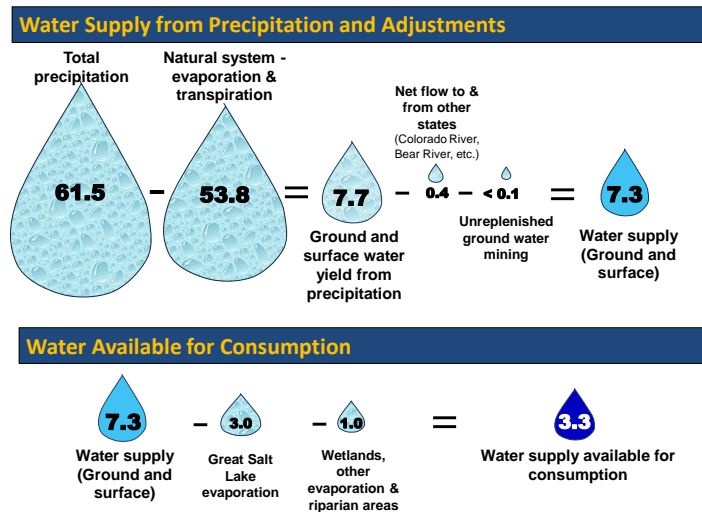 Water Supply from Precipitation and Adjustments
Total
precipitation
Natural system -
evaporation &
transpiration
Net flow to &
from other
states
(Colorado River,
Bear River, etc.)
61.5 – 53.8 = 7.7 – 0.4 – < 0.1 = 7.3
Ground and
surface water
yield from
precipitation
Unreplenished
ground water
mining
Water supply
(Ground and
surface)
Water Available for Consumption
7.3 – 3.0 – 1.0 = 3.3
Water supply
(Ground and
surface)
Great Salt
Lake
evaporation
Wetlands,
other
evaporation &
riparian areas
Water supply available for
consumption